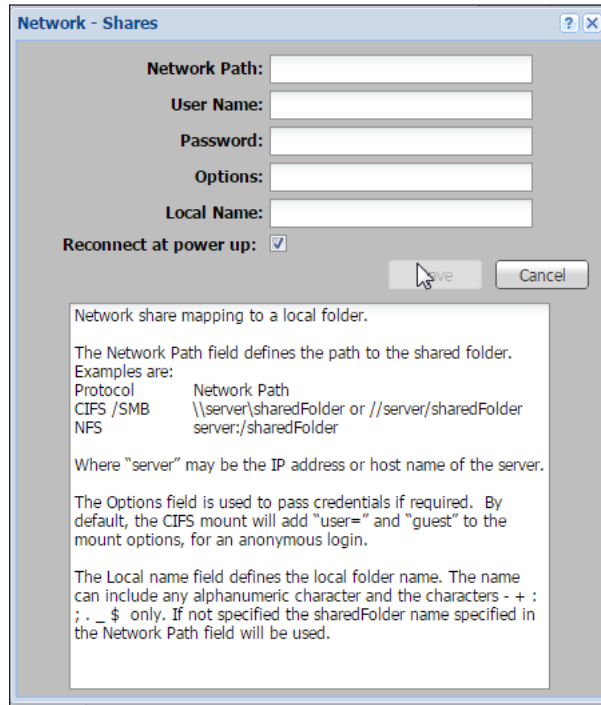 Network - Shares
?
Network Path:
User Name:
Password:
Options:
Local Name:
Reconnect at power up:
Cancel
Network share mapping to a local folder.
The Network Path field defines the path to the shared folder.
Examples are:
Protocol Network Path
CIFS /SMB \\server\sharedFolder or //server/sharedFolder
NFS server:/sharedFolder
Where “server” may be the IP address or host name of the server.
The Options field is used to pass credentials if required. By
default, the CIFS mount will add “user=” and “guest” to the
mount options, for an anonymous login.
The Local name field defines the local folder name. The name
can include any alphanumeric character and the characters - + :
; . _ $ only. If not specified the sharedFolder name specified in
the Network Path field will be used.